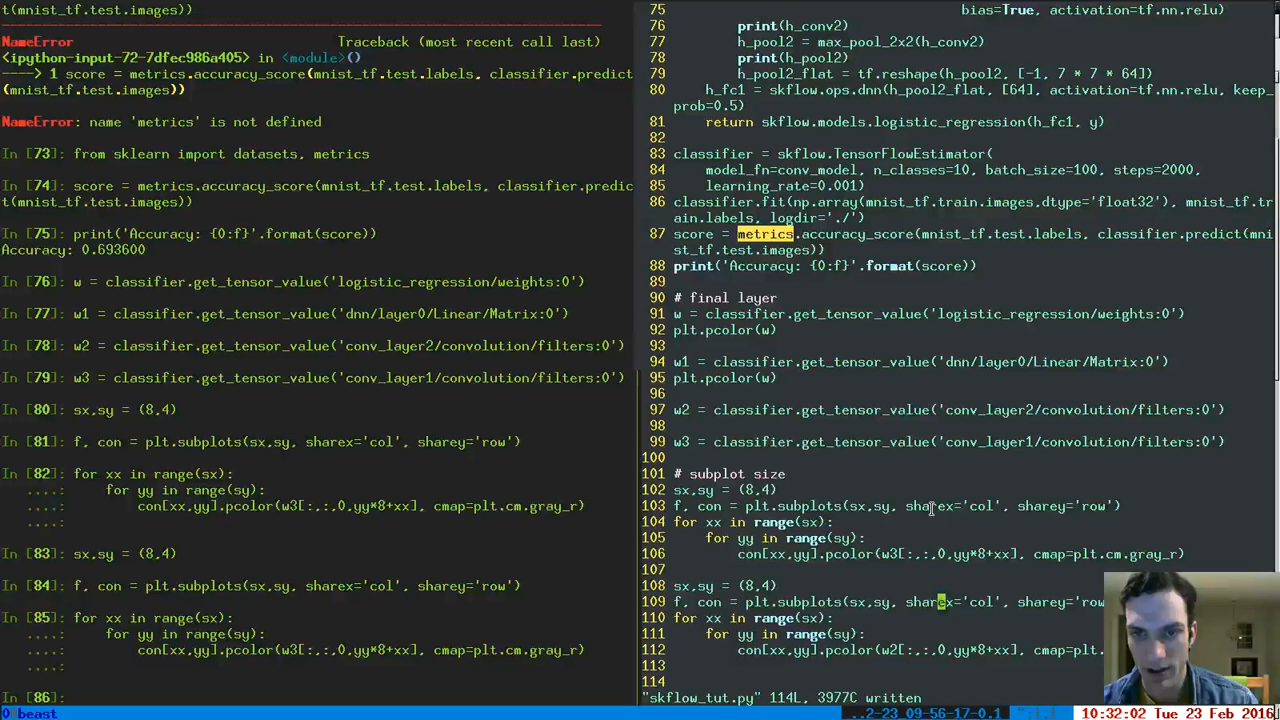 t(mnist_tf.test.images))
NameError                                 Traceback (most recent call last)
<ipython-input-72-7dfec986a405> in <module>()
----> 1 score = metrics.accuracy_score(mnist_tf.test.labels, classifier.predict
(mnist_tf.test.images))
NameError: name 'metrics' is not defined
In [73]: from sklearn import datasets, metrics
In [74]: score = metrics.accuracy_score(mnist_tf.test.labels, classifier.predic
t(mnist_tf.test.images))
In [75]: print('Accuracy: {0:f}'.format(score))
Accuracy: 0.693600
In [76]: w = classifier.get_tensor_value('logistic_regression/weights:0')
In [77]: w1 = classifier.get_tensor_value('dnn/layer0/Linear/Matrix:0')
In [78]: w2 = classifier.get_tensor_value('conv_layer2/convolution/filters:0')
In [79]: w3 = classifier.get_tensor_value('conv_layer1/convolution/filters:0')
In [80]: sx,sy = (8,4)
In [81]: f, con = plt.subplots(sx,sy, sharex='col', sharey='row')
In [82]: for xx in range(sx):
   ....:     for yy in range(sy):
   ....:         con[xx,yy].pcolor(w3[:,:,0,yy*8+xx], cmap=plt.cm.gray_r)
   ....:
In [83]: sx,sy = (8,4)
In [84]: f, con = plt.subplots(sx,sy, sharex='col', sharey='row')
In [85]: for xx in range(sx):
   ....:     for yy in range(sy):
   ....:         con[xx,yy].pcolor(w3[:,:,0,yy*8+xx], cmap=plt.cm.gray_r)
   ....:
In [86]:
75                                     bias=True, activation=tf.nn.relu)
76         print(h_conv2)
77         h_pool2 = max_pool_2x2(h_conv2)
78         print(h_pool2)
79         h_pool2_flat = tf.reshape(h_pool2, [-1, 7 * 7 * 64])
80     h_fc1 = skflow.ops.dnn(h_pool2_flat, [64], activation=tf.nn.relu, keep_
prob=0.5)
81     return skflow.models.logistic_regression(h_fc1, y)
82
83 classifier = skflow.TensorFlowEstimator(
84     model_fn=conv_model, n_classes=10, batch_size=100, steps=2000,
85     learning_rate=0.001)
86 classifier.fit(np.array(mnist_tf.train.images,dtype='float32'), mnist_tf.tr
ain.labels, logdir='./')
87 score = metrics.accuracy_score(mnist_tf.test.labels, classifier.predict(mni
st_tf.test.images))
88 print('Accuracy: {0:f}'.format(score))
89
90 # final layer
91 w = classifier.get_tensor_value('logistic_regression/weights:0')
92 plt.pcolor(w)
93
94 w1 = classifier.get_tensor_value('dnn/layer0/Linear/Matrix:0')
95 plt.pcolor(w)
96
97 w2 = classifier.get_tensor_value('conv_layer2/convolution/filters:0')
98
99 w3 = classifier.get_tensor_value('conv_layer1/convolution/filters:0')
100
101 # subplot size
102 sx,sy = (8,4)
103 f, con = plt.subplots(sx,sy, sharex='col', sharey='row')
104 for xx in range(sx):
105     for yy in range(sy):
106         con[xx,yy].pcolor(w3[:,:,0,yy*8+xx], cmap=plt.cm.gray_r)
107
108 sx,sy = (8,4)
109 f, con = plt.subplots(sx,sy, sharex='col', sharey='row
110 for xx in range(sx):
111     for yy in range(sy):
112         con[xx,yy].pcolor(w2[:,:,0,yy*8+xx], cmap=plt.
113
114
"skflow_tut.py" 114L, 3977C written
0 beast
..2-23_09-56-17-0.1
10:32:02 Tue 23 Feb 2016